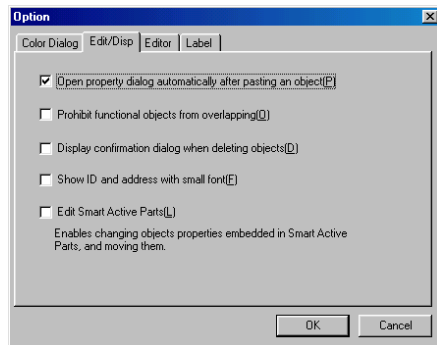 Option
Color Dialog Edit/Disp Editor Label
Open property dialog automatically after pasting an object(P)
Prohibit functional objects from overlapping(O)
Display confirmation dialog when deleting objects(D)
Show ID and address with small font(F)
Edit Smart Active Parts(L)
Enables changing objects properties embedded in Smart Active
Parts, and moving them.
OK Cancel